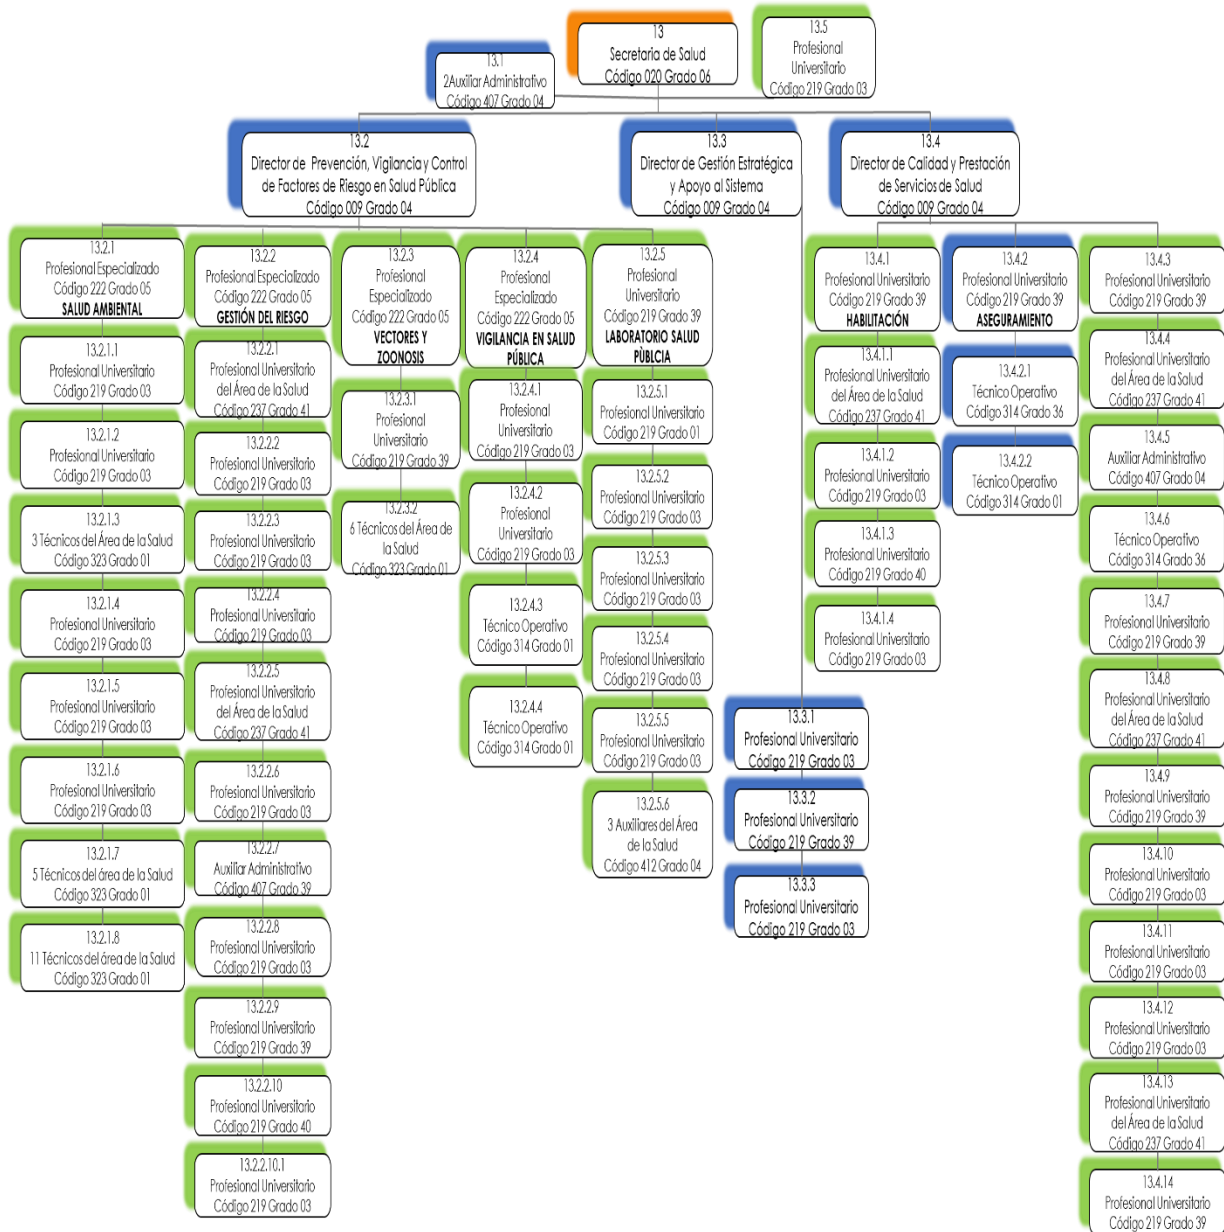 13
Secretaria de Salud
Código 020 Grado 06
13.5
Profesional
Universitario
Código 219 Grado 03
13.1
2Auxiliar Administrativo
Código 407 Grado 04
13.2
Director de Prevención, Vigilancia y Control
de Factores de Riesgo en Salud Pública
Código 009 Grado 04
13.3
Director de Gestión Estratégica
y Apoyo al Sistema
Código 009 Grado 04
13.4
Director de Calidad y Prestación
de Servicios de Salud
Código 009 Grado 04
13.2.1
Profesional Especializado
Código 222 Grado 05
SALUD AMBIENTAL
13.2.1.1
Profesional Universitario
Código 219 Grado 03
13.2.1.2
Profesional Universitario
Código 219 Grado 03
13.2.1.3
3 Técnicos del Área de la Salud
Código 323 Grado 01
13.2.1.4
Profesional Universitario
Código 219 Grado 03
13.2.1.5
Profesional Universitario
Código 219 Grado 03
13.2.1.6
Profesional Universitario
Código 219 Grado 03
13.2.1.7
5 Técnicos del área de la Salud
Código 323 Grado 01
13.2.1.8
11 Técnicos del área de la Salud
Código 323 Grado 01
13.2.2
Profesional Especializado
Código 222 Grado 05
GESTIÓN DEL RIESGO
13.2.2.1
Profesional Universitario
del Área de la Salud
Código 237 Grado 41
13.2.2.2
Profesional Universitario
Código 219 Grado 03
13.2.2.3
Profesional Universitario
Código 219 Grado 03
13.2.2.4
Profesional Universitario
Código 219 Grado 03
13.2.2.5
Profesional Universitario
del Área de la Salud
Código 237 Grado 41
13.2.2.6
Profesional Universitario
Código 219 Grado 03
13.2.2.7
Auxiliar Administrativo
Código 407 Grado 39
13.2.2.8
Profesional Universitario
Código 219 Grado 03
13.2.2.9
Profesional Universitario
Código 219 Grado 39
13.2.2.10
Profesional Universitario
Código 219 Grado 40
13.2.2.10.1
Profesional Universitario
Código 219 Grado 03
13.2.3
Profesional
Especializado
Código 222 Grado 05
VECTORES Y
ZOONOSIS
13.2.3.1
Profesional
Universitario
Código 219 Grado 39
13.2.3.2
6 Técnicos del Área de
la Salud
Código 323 Grado 01
13.2.4
Profesional
Especializado
Código 222 Grado 05
VIGILANCIA EN SALUD
PÚBLICA
13.2.4.1
Profesional
Universitario
Código 219 Grado 03
13.2.4.2
Profesional
Universitario
Código 219 Grado 03
13.2.4.3
Técnico Operativo
Código 314 Grado 01
13.2.4.4
Técnico Operativo
Código 314 Grado 01
13.2.5
Profesional
Universitario
Código 219 Grado 39
LABORATORIO SALUD
PÙBLCIA
13.2.5.1
Profesional Universitario
Código 219 Grado 01
13.2.5.2
Profesional Universitario
Código 219 Grado 03
13.2.5.3
Profesional Universitario
Código 219 Grado 03
13.2.5.4
Profesional Universitario
Código 219 Grado 03
13.2.5.5
Profesional Universitario
Código 219 Grado 03
13.2.5.6
3 Auxiliares del Área
de la Salud
Código 412 Grado 04
13.3.1
Profesional Universitario
Código 219 Grado 03
13.3.2
Profesional Universitario
Código 219 Grado 39
13.3.3
Profesional Universitario
Código 219 Grado 03
13.4.1
Profesional Universitario
Código 219 Grado 39
HABILITACIÓN
13.4.1.1
Profesional Universitario
del Área de la Salud
Código 237 Grado 41
13.4.1.2
Profesional Universitario
Código 219 Grado 03
13.4.1.3
Profesional Universitario
Código 219 Grado 40
13.4.1.4
Profesional Universitario
Código 219 Grado 03
13.4.2
Profesional Universitario
Código 219 Grado 39
ASEGURAMIENTO
13.4.2.1
Técnico Operativo
Código 314 Grado 36
13.4.2.2
Técnico Operativo
Código 314 Grado 01
13.4.3
Profesional Universitario
Código 219 Grado 39
13.4.4
Profesional Universitario
del Área de la Salud
Código 237 Grado 41
13.4.5
Auxiliar Administrativo
Código 407 Grado 04
13.4.6
Técnico Operativo
Código 314 Grado 36
13.4.7
Profesional Universitario
Código 219 Grado 39
13.4.8
Profesional Universitario
del Área de la Salud
Código 237 Grado 41
13.4.9
Profesional Universitario
Código 219 Grado 39
13.4.10
Profesional Universitario
Código 219 Grado 03
13.4.11
Profesional Universitario
Código 219 Grado 03
13.4.12
Profesional Universitario
Código 219 Grado 03
13.4.13
Profesional Universitario
del Área de la Salud
Código 237 Grado 41
13.4.14
Profesional Universitario
Código 219 Grado 39